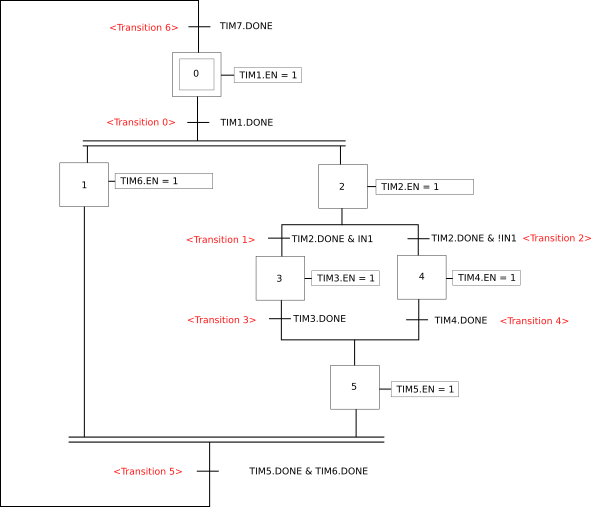 <Transition 6>
TIM7.DONE
0
TIM1.EN = 1
<Transition 0>
TIM1.DONE
1
TIM6.EN = 1
2
TIM2.EN = 1
<Transition 1>
TIM2.DONE & IN1
TIM2.DONE & !IN1
<Transition 2>
3
TIM3.EN = 1
4
TIM4.EN = 1
<Transition 3>
TIM3.DONE
TIM4.DONE
<Transition 4>
5
TIM5.EN = 1
<Transition 5>
TIM5.DONE & TIM6.DONE